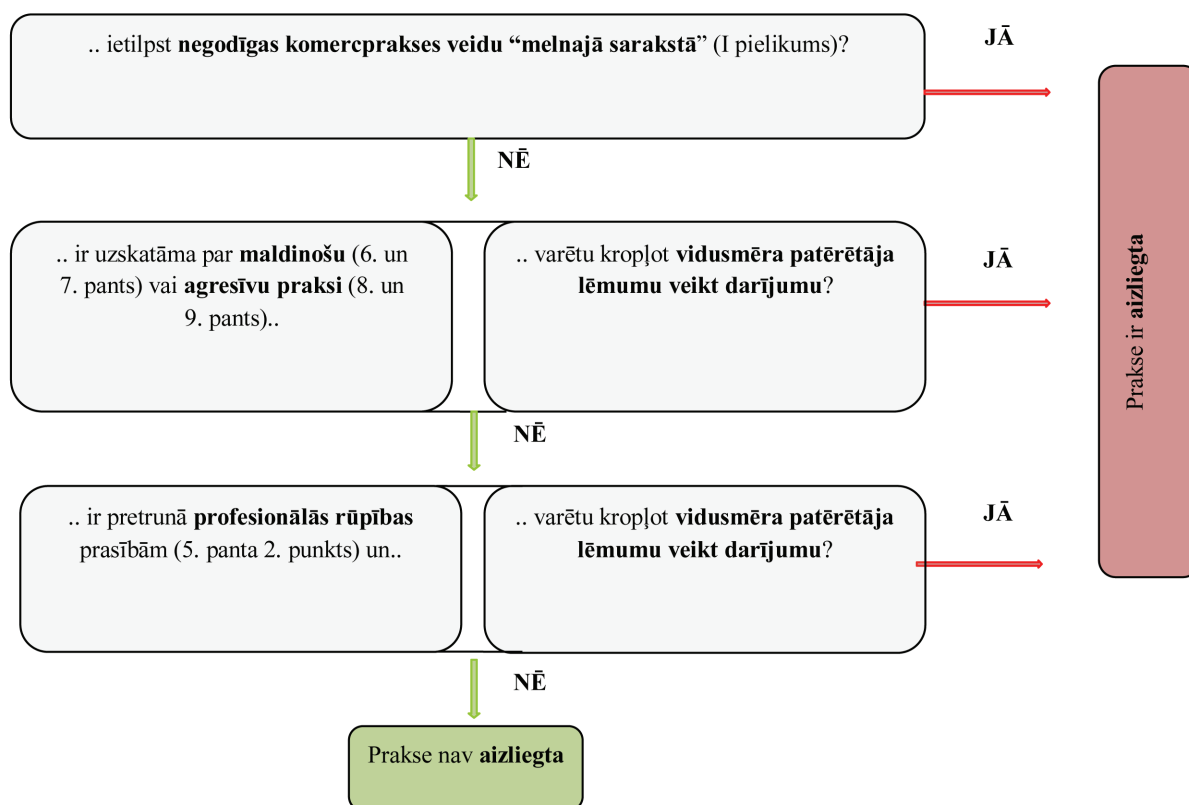 .. ietilpst negodīgas komercprakses veidu “melnajā sarakstā” (I pielikums)?
JĀ
NĒ
.. ir uzskatāma par maldinošu (6. un
7. pants) vai agresīvu praksi (8. un
9. pants)..
.. varētu kropļot vidusmēra patērētāja
lēmumu veikt darījumu?
JĀ
NĒ
.. ir pretrunā profesionālās rūpības
prasībām (5. panta 2. punkts) un..
.. varētu kropļot vidusmēra patērētāja
lēmumu veikt darījumu?
JĀ
NĒ
Prakse nav aizliegta
Prakse ir aizliegta